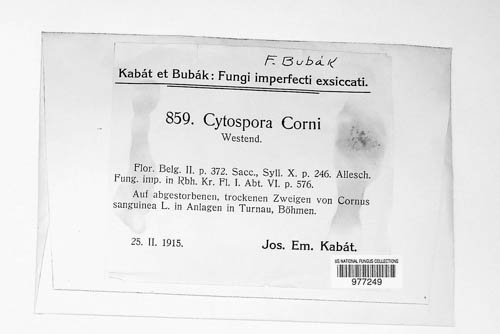 F. Bubák
Kabát et Bubák: Fungi imperfecti exsiccati.
859. Cytospora Corni
Westend.
Flor. Belg. II. p. 372. Sacc., Syll. X. p. 246. Allesch.
Fung. imp. in Rbh. Kr. Fl. I. Abt. VI. p. 576.
Auf abgestorbenen, trockenen Zweigen von Cornus
sanguinea L. in Anlagen in Turnau, Böhmen.
25. II. 1915. Jos. Em. Kabát.
US NATIONAL FUNGUS COLLECTIONS
977249